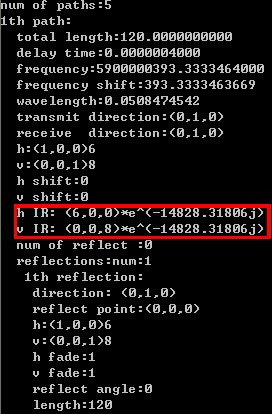 num of paths:5
1th path:
total length:120.0000000000
delay time:0.0000004000
frequency:5900000393.3333464000
frequency shift:393.3333463669
wavelength:0.0508474542
transmit direction:(0,1,0)
receive  direction:(0,1,0)
h:(1,0,0)6
v:(0,0,1)8
h shift:0
v shift:0
h IR: (6,0,0)*e^(-14828.31806j)
v IR: (0,0,8)*e^(-14828.31806j)
num of reflect :0
reflections:num:1
1th reflection:
direction: (0,1,0)
reflect point:(0,0,0)
h:(1,0,0)6
v:(0,0,1)8
h fade:1
v fade:1
reflect angle:0
length:120